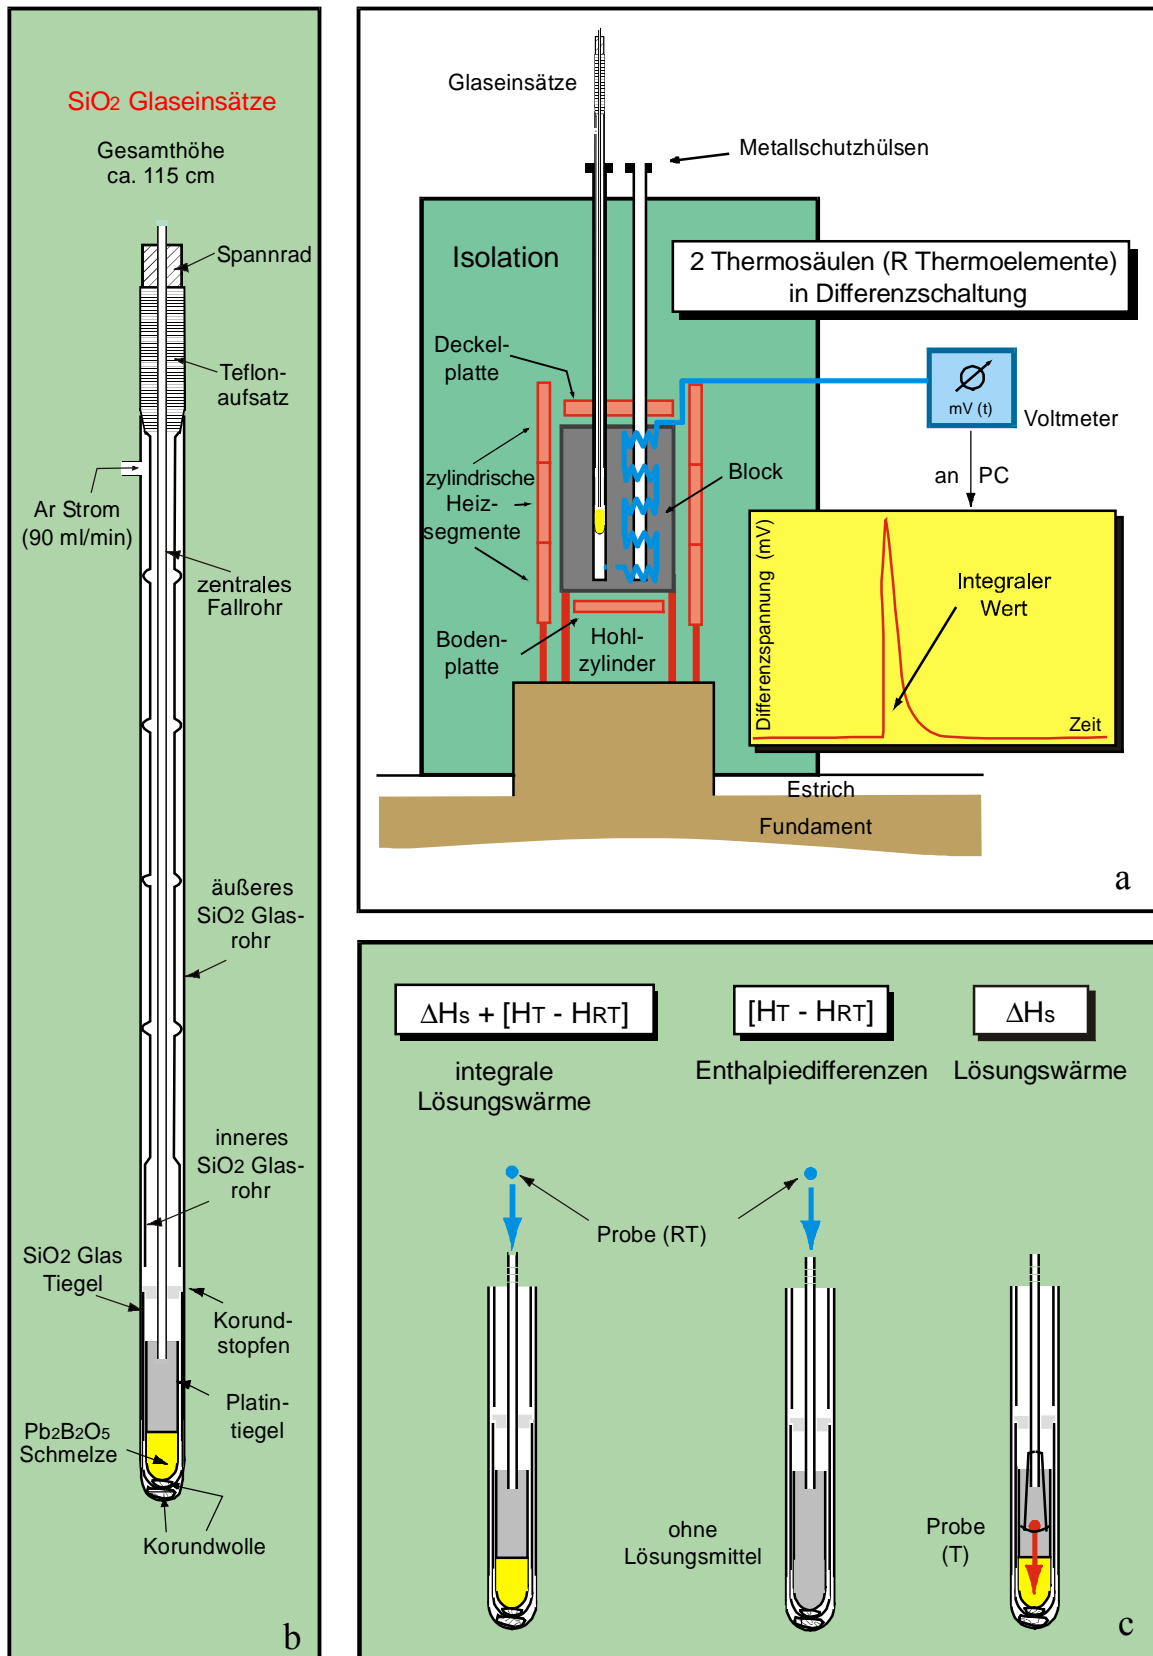 SiO2 Glaseinsätze
Gesamthöhe
ca. 115 cm
Spannrad
Teflon-
aufsatz
Ar Strom
(90 ml/min)
zentrales
Fallrohr
äußeres
SiO2 Glas-
rohr
inneres
SiO2 Glas-
rohr
SiO2 Glas
Tiegel
Korund-
stopfen
Platin-
tiegel
Pb2B2O5
Schmelze
Korundwolle
b
Glaseinsätze
Metallschutzhülsen
Isolation
2 Thermosäulen (R Thermoelemente)
in Differenzschaltung
Deckel-
platte
mV (t)
Voltmeter
an PC
zylindrische
Heiz-
segmente
Block
Boden-
platte
Hohl-
zylinder
Differenzspannung (mV)
Integraler
Wert
Zeit
Estrich
Fundament
a
ΔHs + [HT - HRT]
integrale
Lösungswärme
[HT - HRT]
Enthalpiedifferenzen
ΔHs
Lösungswärme
Probe (RT)
ohne
Lösungsmittel
Probe
(T)
c